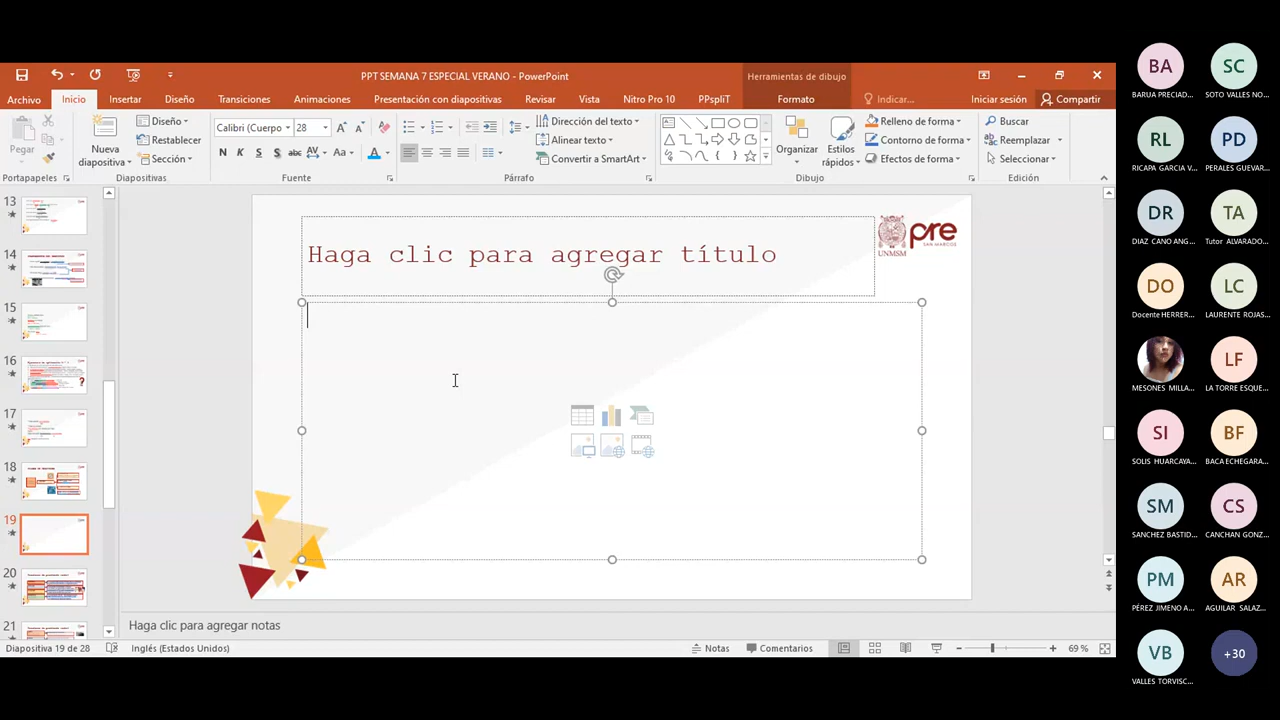 PPT SEMANA 7 ESPECIAL VERANO - PowerPoint
Herramientas de dibujo
Archivo
Inicio
Insertar
Diseño
Transiciones
Animaciones
Presentación con diapositivas
Revisar
Vista
Nitro Pro 10
PPspliT
Formato
Indicar...
Iniciar sesión
Compartir
Pegar
Nueva
diapositiva
Diseño
Restablecer
Sección
Calibri (Cuerpo
28
N K S abc AV Aa A
Dirección del texto
Alinear texto
Convertir a SmartArt
Organizar
Estilos
rápidos
Relleno de forma
Contorno de forma
Efectos de forma
Buscar
Reemplazar
Seleccionar
Portapapeles
Diapositivas
Fuente
Párrafo
Dibujo
Edición
13
14
15
16
17
18
19
20
21
Haga clic para agregar título
UNMSM
pre
SAN MARCOS
Haga clic para agregar notas
Diapositiva 19 de 28
Inglés (Estados Unidos)
Notas
Comentarios
69 %
BA
BARUA PRECIAD...
SC
SOTO VALLES NO...
RL
RICAPA GARCIA V...
PD
PERALES GUEVAR...
DR
DIAZ CANO ANG...
TA
Tutor ALVARADO...
DO
Docente HERRER...
LC
LAURENTE ROJAS...
MESONES MILLA...
LF
LA TORRE ESQUE...
SI
SOLIS HUARCAYA...
BF
BACA ECHEGARA...
SM
SANCHEZ BASTID...
CS
CANCHAN GONZ...
PM
PÉREZ JIMENO A...
AR
AGUILAR SALAZ...
VB
VALLES TORVISC...
+30